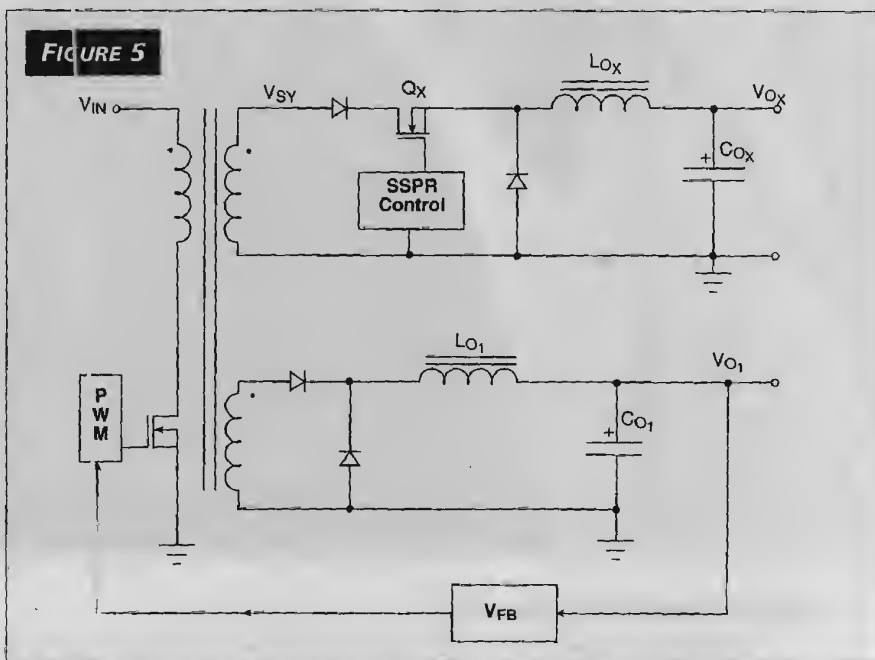 FIGURE 5
VIN
VSY
QX
LOX
VOX
+
COX
SSPR
Control
LO1
VO1
+
CO1
P
W
M
VFB